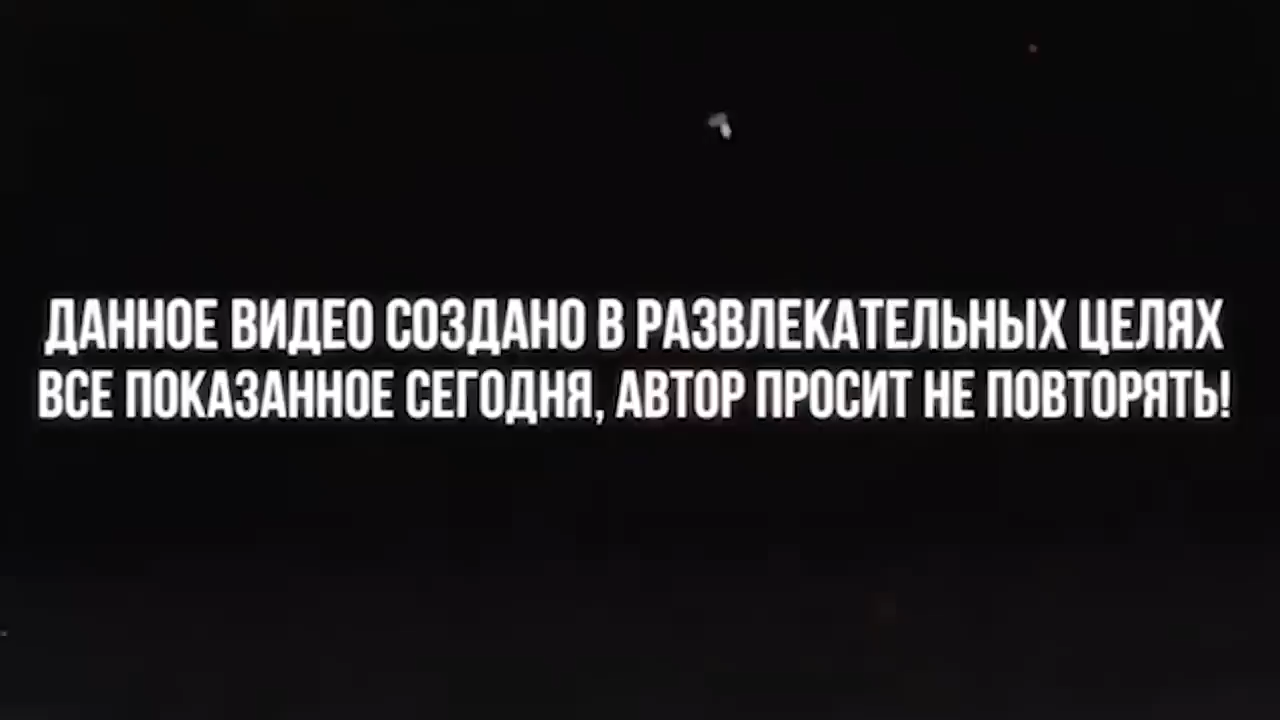 ДАННОЕ ВИДЕО СОЗДАНО В РАЗВЛЕКАТЕЛЬНЫХ ЦЕЛЯХ
ВСЕ ПОКАЗАННОЕ СЕГОДНЯ, АВТОР ПРОСИТ НЕ ПОВТОРЯТЬ!